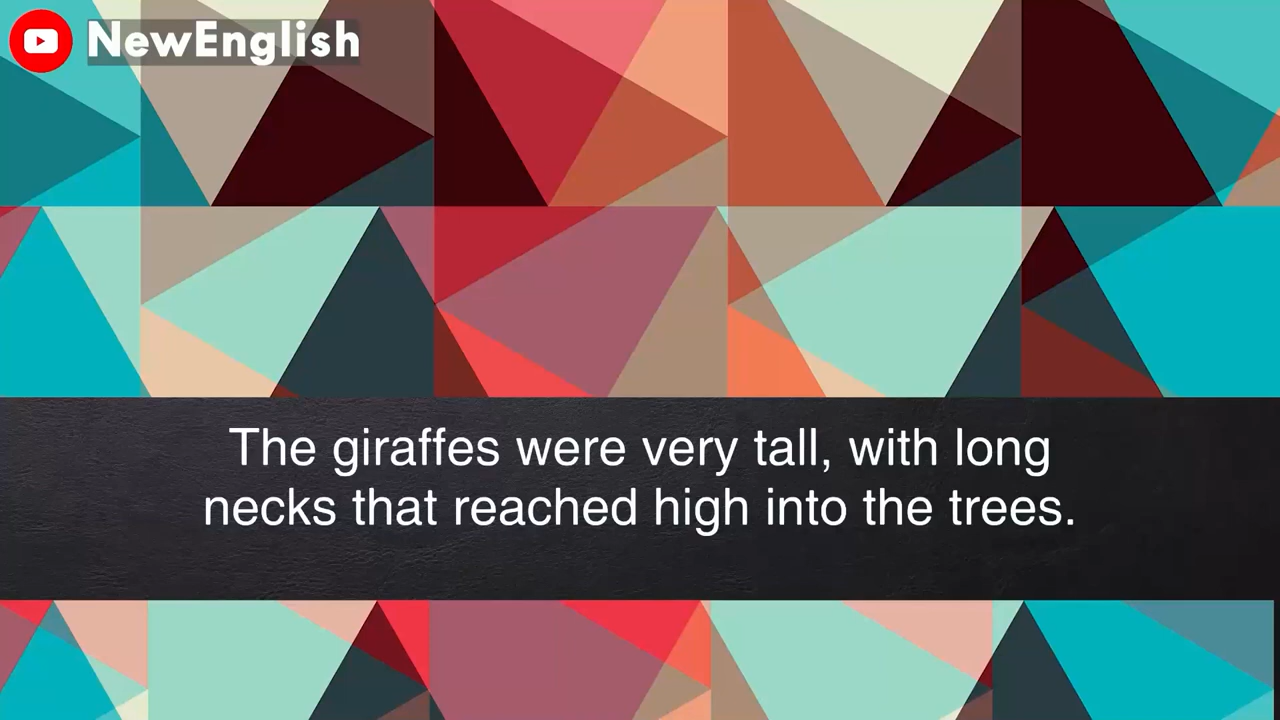 NewEnglish
The giraffes were very tall, with long
necks that reached high into the trees.